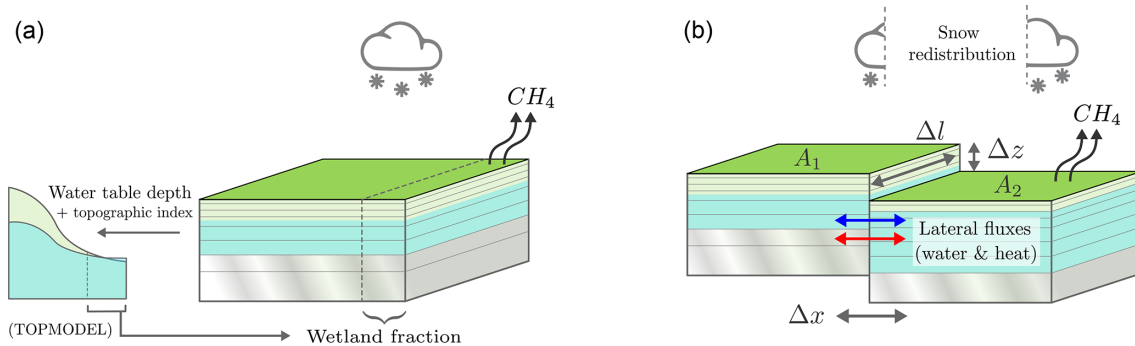 (a)
CH₄
Water table depth
+ topographic index
(TOPMODEL)
Wetland fraction
(b)
Snow
redistribution
CH₄
Δl
Δz
A₁
A₂
Lateral fluxes
(water & heat)
Δx